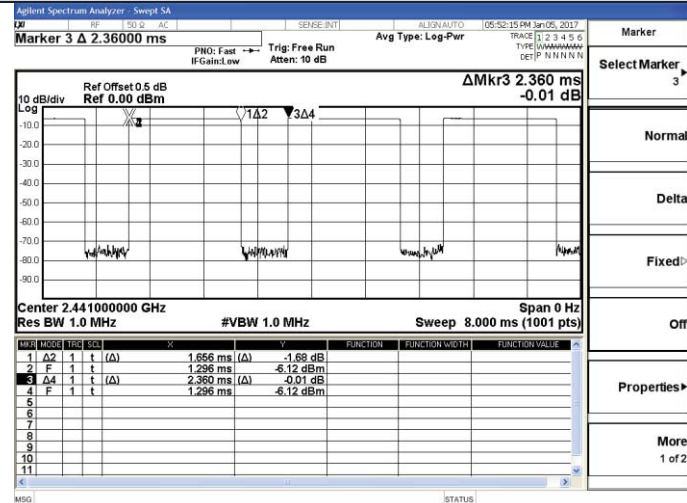 Agilent Spectrum Analyzer - Swept SA
LXI RF 50 Ω AC SENSE:INT ALIGNAUTO 05:52:15 PM Jan 05, 2017
Marker 3 Δ 2.36000 ms
PNO: Fast
IFGain:Low
Trig: Free Run
Atten: 10 dB
Avg Type: Log-Pwr
TRACE 1 2 3 4 5 6
TYPE WWWWWW
DET P N N N N N
Ref Offset 0.5 dB
10 dB/div Ref 0.00 dBm
ΔMkr3 2.360 ms
-0.01 dB
Log
1Δ2 3Δ4
-10.0
-20.0
-30.0
-40.0
-50.0
-60.0
-70.0
-80.0
-90.0
Center 2.441000000 GHz Span 0 Hz
Res BW 1.0 MHz #VBW 1.0 MHz Sweep 8.000 ms (1001 pts)
MKR MODE TRC SCL X Y FUNCTION FUNCTION WIDTH FUNCTION VALUE
1 Δ2 1 t (Δ) 1.656 ms (Δ) -1.68 dB
2 F 1 t 1.296 ms -6.12 dBm
3 Δ4 1 t (Δ) 2.360 ms (Δ) -0.01 dB
4 F 1 t 1.296 ms -6.12 dBm
5
6
7
8
9
10
11
MSG STATUS
Marker
Select Marker
3
Normal
Delta
Fixed
Off
Properties
More
1 of 2